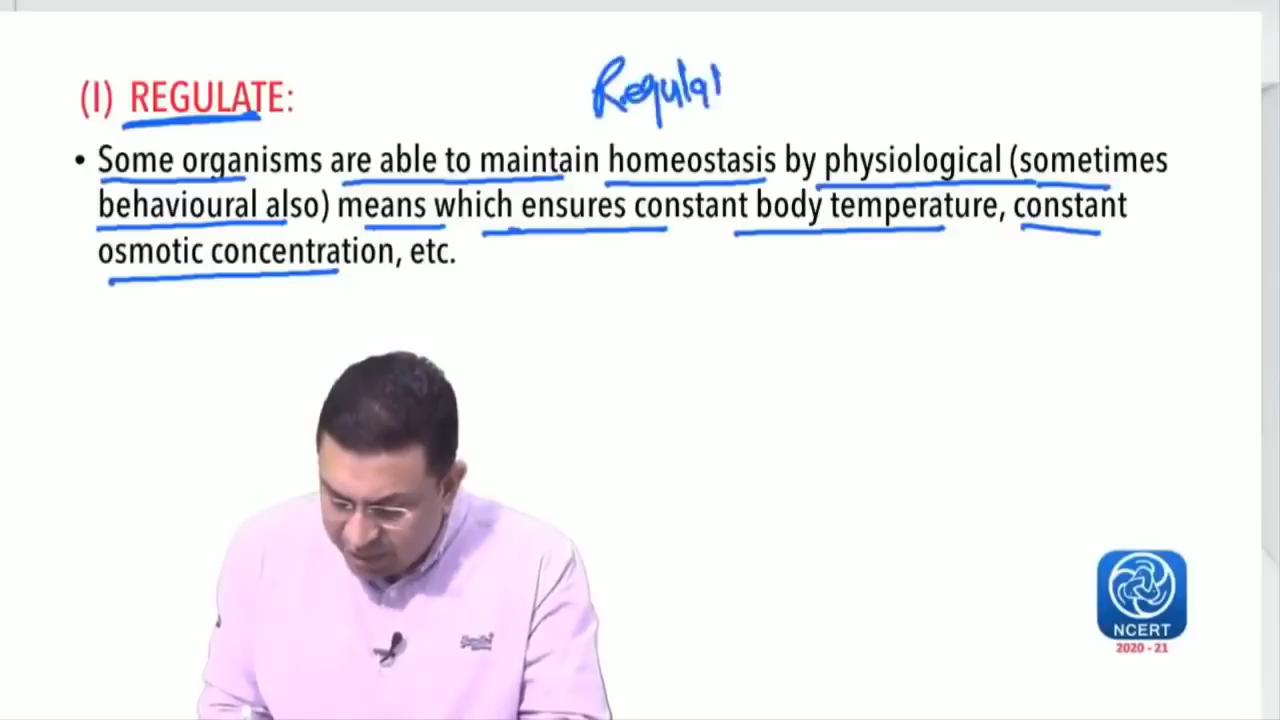 (I) REGULATE:
Regulat
• Some organisms are able to maintain homeostasis by physiological (sometimes
behavioural also) means which ensures constant body temperature, constant
osmotic concentration, etc.
NCERT
2020 - 21